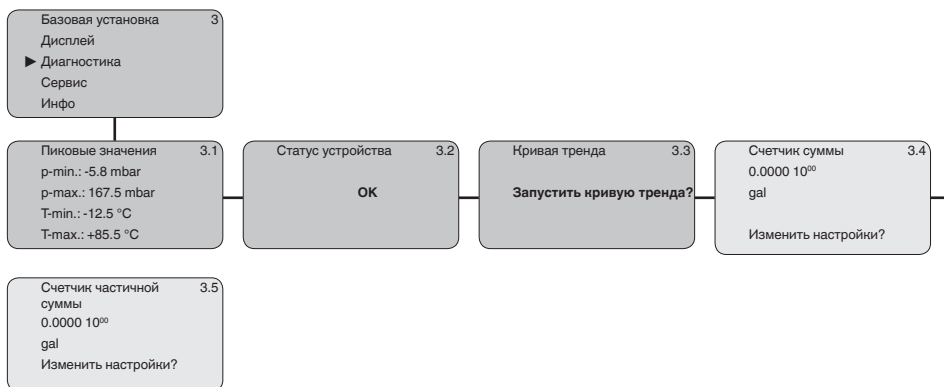 Базовая установка 3
Дисплей
▶ Диагностика
Сервис
Инфо
Пиковые значения 3.1
p-min.: -5.8 mbar
p-max.: 167.5 mbar
T-min.: -12.5 °C
T-max.: +85.5 °C
Статус устройства 3.2
OK
Кривая тренда 3.3
Запустить кривую тренда?
Счетчик суммы 3.4
0.0000 10⁰⁰
gal
Изменить настройки?
Счетчик частичной 3.5
суммы
0.0000 10⁰⁰
gal
Изменить настройки?